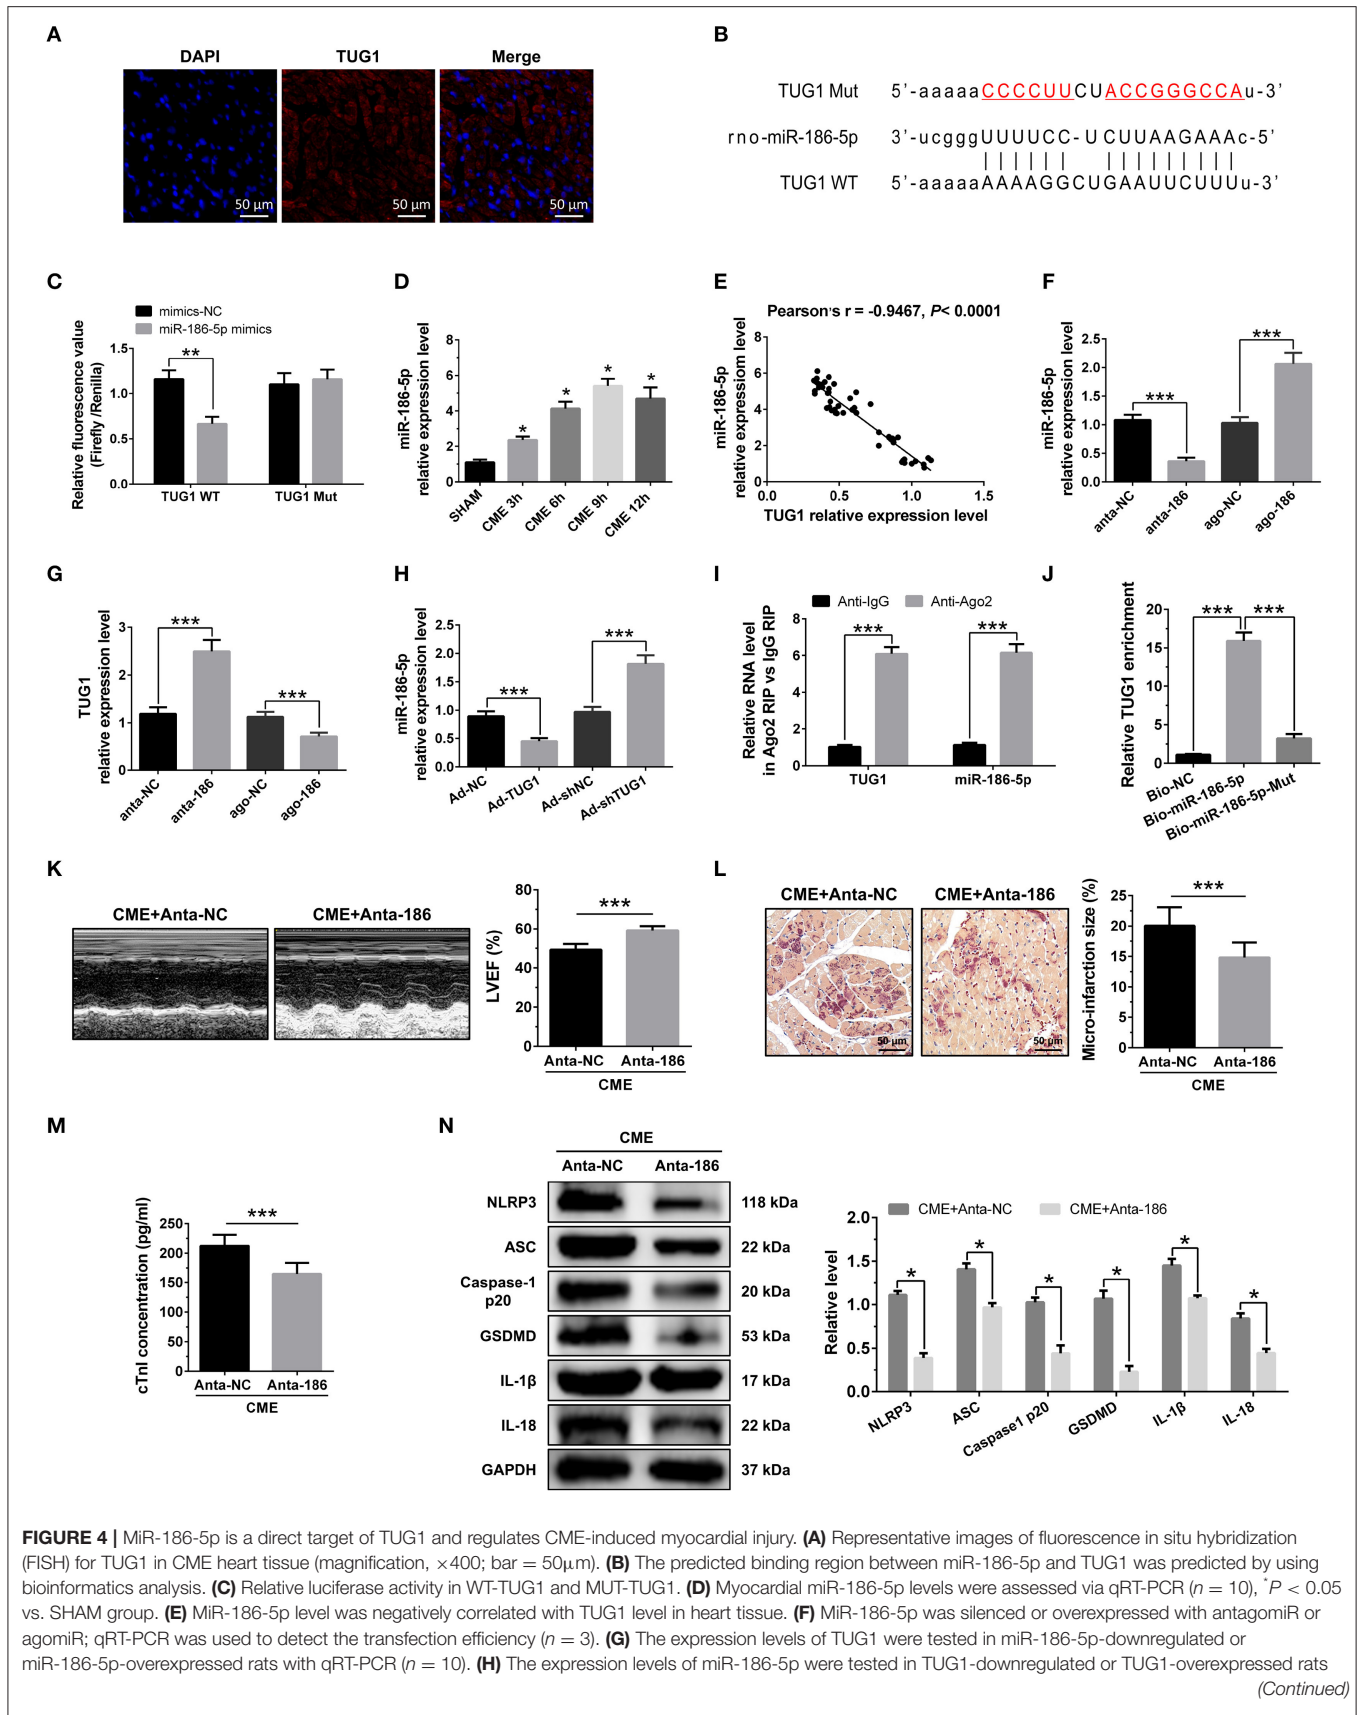 A
DAPI TUG1 Merge
50 μm 50 μm 50 μm
B
TUG1 Mut 5'-aaaaaCCCCUUCUACCGGGCCAu-3'
rno-miR-186-5p 3'-ucgggUUUUCC-UCUUAAGAAAc-5'
TUG1 WT 5'-aaaaaAAAAGGCUGAAUUCUUUu-3'
C
mimics-NC
miR-186-5p mimics
Relative fluorescence value
(Firefly/Renilla)
1.5
1.0
0.5
0.0
**
TUG1 WT TUG1 Mut
D
miR-186-5p
relative expression level
8
6
4
2
0
* * * *
SHAM CME 3h CME 6h CME 9h CME 12h
E
Pearson's r = -0.9467, P< 0.0001
miR-186-5p
relative expressiom level
8
6
4
2
0
0.0 0.5 1.0 1.5
TUG1 relative expression level
F
miR-186-5p
relative expression level
2.5
2.0
1.5
1.0
0.5
0.0
*** ***
anta-NC anta-186 ago-NC ago-186
G
TUG1
relative expression level
3
2
1
0
*** ***
anta-NC anta-186 ago-NC ago-186
H
miR-186-5p
relative expression level
2.5
2.0
1.5
1.0
0.5
0.0
*** ***
Ad-NC Ad-TUG1 Ad-shNC Ad-shTUG1
I
Anti-IgG Anti-Ago2
Relative RNA level
in Ago2 RIP vs IgG RIP
8
6
4
2
0
*** ***
TUG1 miR-186-5p
J
Relative TUG1 enrichment
20
15
10
5
0
*** ***
Bio-NC Bio-miR-186-5p Bio-miR-186-5p-Mut
K
CME+Anta-NC CME+Anta-186
LVEF (%)
80
60
40
20
0
***
Anta-NC Anta-186
CME
L
CME+Anta-NC CME+Anta-186
50 μm 50 μm
Micro-infarction size (%)
25
20
15
10
5
0
***
Anta-NC Anta-186
CME
M
cTnI concentration (pg/ml)
250
200
150
100
50
0
***
Anta-NC Anta-186
CME
N
CME
Anta-NC Anta-186
NLRP3 118 kDa
ASC 22 kDa
Caspase-1
p20 20 kDa
GSDMD 53 kDa
IL-1β 17 kDa
IL-18 22 kDa
GAPDH 37 kDa
CME+Anta-NC CME+Anta-186
Relative level
2.0
1.5
1.0
0.5
0.0
* * * * * *
NLRP3 ASC Caspase1 p20 GSDMD IL-1β IL-18
FIGURE 4 | MiR-186-5p is a direct target of TUG1 and regulates CME-induced myocardial injury. (A) Representative images of fluorescence in situ hybridization
(FISH) for TUG1 in CME heart tissue (magnification, ×400; bar = 50μm). (B) The predicted binding region between miR-186-5p and TUG1 was predicted by using
bioinformatics analysis. (C) Relative luciferase activity in WT-TUG1 and MUT-TUG1. (D) Myocardial miR-186-5p levels were assessed via qRT-PCR (n = 10), *P < 0.05
vs. SHAM group. (E) MiR-186-5p level was negatively correlated with TUG1 level in heart tissue. (F) MiR-186-5p was silenced or overexpressed with antagomiR or
agomiR; qRT-PCR was used to detect the transfection efficiency (n = 3). (G) The expression levels of TUG1 were tested in miR-186-5p-downregulated or
miR-186-5p-overexpressed rats with qRT-PCR (n = 10). (H) The expression levels of miR-186-5p were tested in TUG1-downregulated or TUG1-overexpressed rats
(Continued)